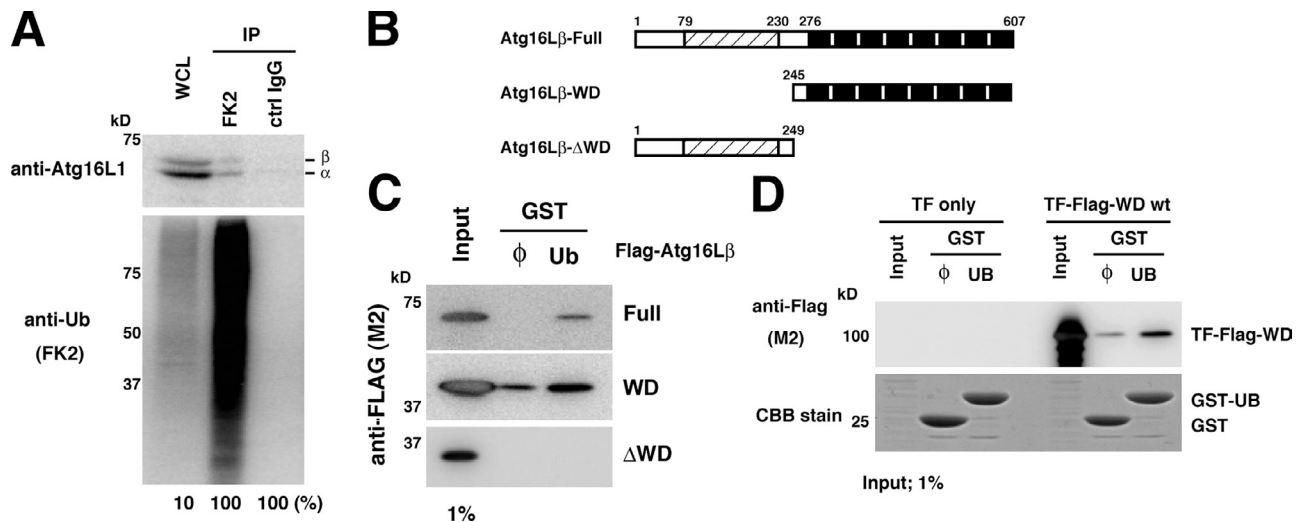 A
IP
WCL
FK2
ctrl IgG
kD
75
anti-Atg16L1
β
α
75
50
37
anti-Ub
(FK2)
10 100 100 (%)
B
1 79 230 276 607
Atg16Lβ-Full
245
Atg16Lβ-WD
1 249
Atg16Lβ-ΔWD
C
Input
GST
ϕ Ub
Flag-Atg16Lβ
kD
75
Full
37
WD
37
ΔWD
anti-FLAG (M2)
1%
D
TF only TF-Flag-WD wt
Input
GST
ϕ UB
Input
GST
ϕ UB
anti-Flag
(M2)
kD
100
TF-Flag-WD
CBB stain
25
GST-UB
GST
Input; 1%